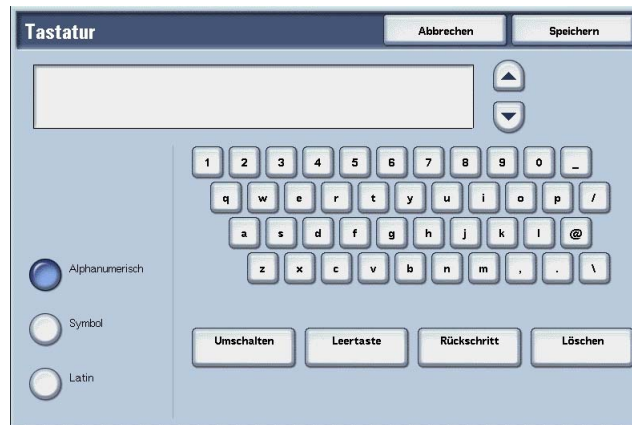 Tastatur Abbrechen Speichern
1 2 3 4 5 6 7 8 9 0 _
q w e r t y u i o p /
a s d f g h j k l @
Alphanumerisch z x c v b n m , . \
Symbol
Umschalten Leertaste Rückschritt Löschen
Latin